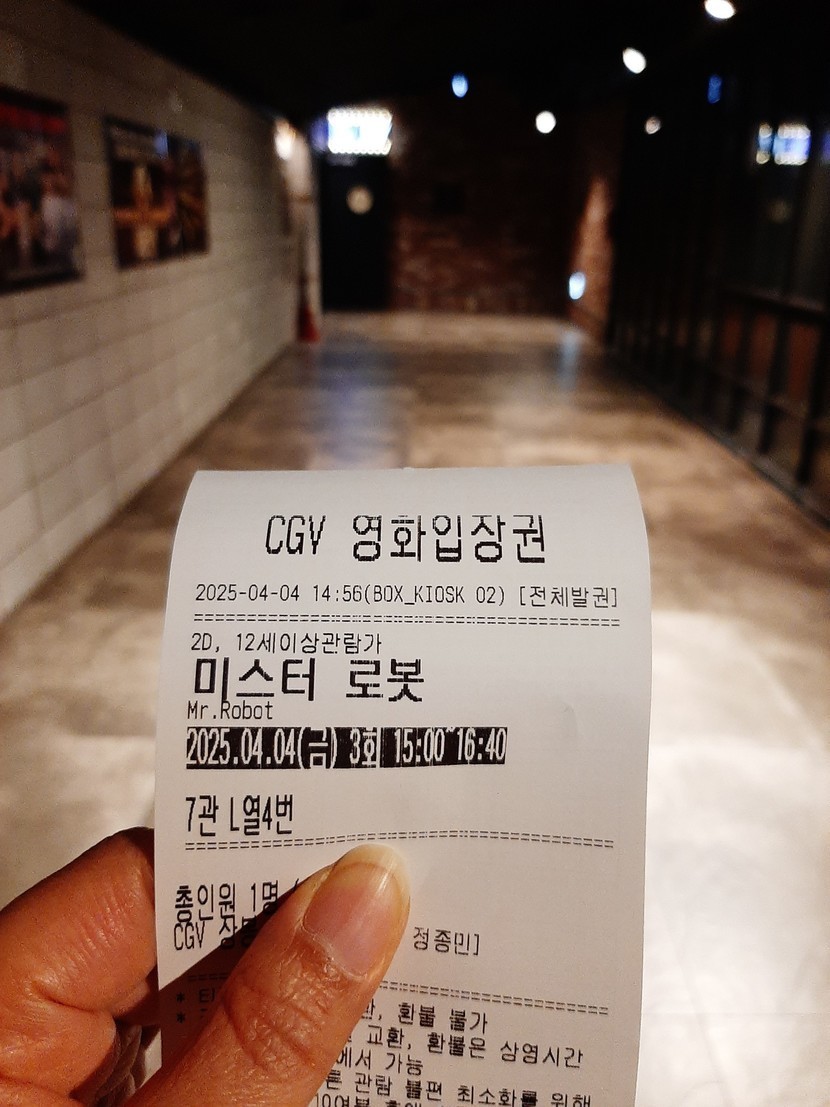 CGV 영화입장권
2025-04-04 14:56(BOX_KIOSK 02) [전체발권]
2D, 12세이상관람가
미스터 로봇
Mr.Robot
2025.04.04(금) 3회 15:00~16:40
7관 L열4번
총인원 1명 (
CGV 정종민]
* 
* 환불 불가
교환, 환불은 상영시간
에서 가능
관람 불편 최소화를 위해